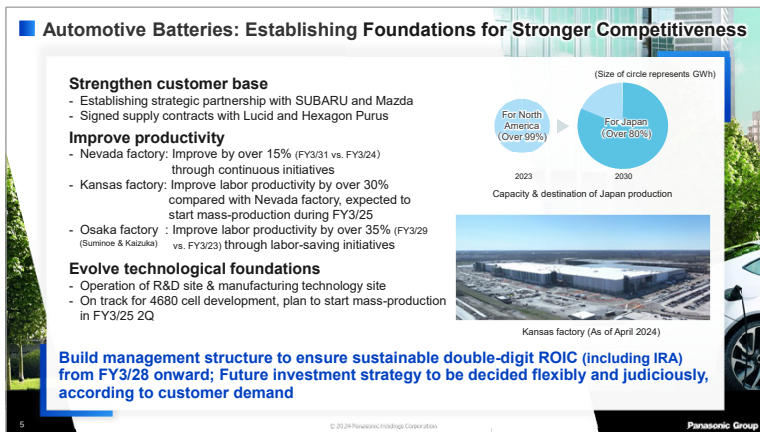 Automotive Batteries: Establishing Foundations for Stronger Competitiveness
Strengthen customer base
- Establishing strategic partnership with SUBARU and Mazda
- Signed supply contracts with Lucid and Hexagon Purus
Improve productivity
- Nevada factory: Improve by over 15% (FY3/31 vs. FY3/24)
through continuous initiatives
- Kansas factory: Improve labor productivity by over 30%
compared with Nevada factory, expected to
start mass-production during FY3/25
- Osaka factory : Improve labor productivity by over 35% (FY3/29
(Suminoe & Kaizuka) vs. FY3/23) through labor-saving initiatives
Evolve technological foundations
- Operation of R&D site & manufacturing technology site
- On track for 4680 cell development, plan to start mass-production
in FY3/25 2Q
(Size of circle represents GWh)
For North
America
(Over 99%)
For Japan
(Over 80%)
2023
2030
Capacity & destination of Japan production
Kansas factory (As of April 2024)
Build management structure to ensure sustainable double-digit ROIC (including IRA)
from FY3/28 onward; Future investment strategy to be decided flexibly and judiciously,
according to customer demand
5
© 2024 Panasonic Holdings Corporation
Panasonic Group